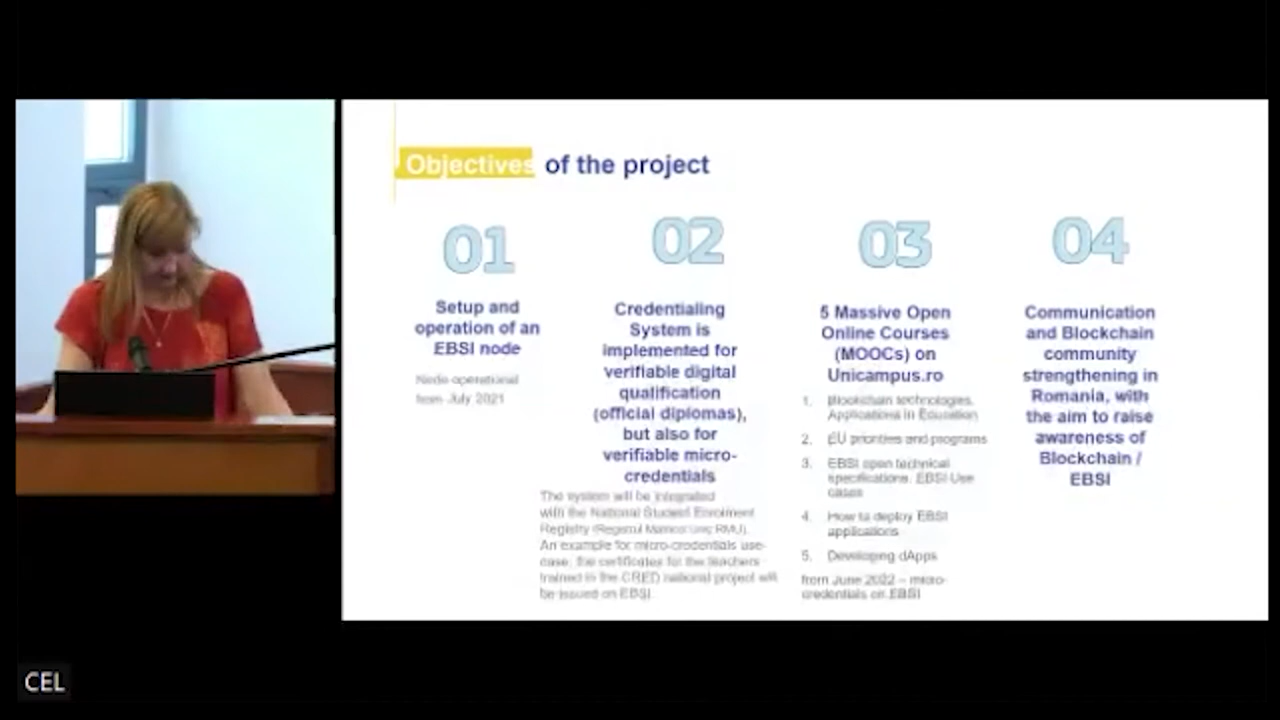 Objectives of the project
01
Setup and
operation of an
EBSI node
Node operational
from July 2021
02
Credentialing
System is
implemented for
verifiable digital
qualification
(official diplomas),
but also for
verifiable micro-
credentials
The system will be integrated
with the National Student Enrolment
Registry (Registrul Matricol Unic RMU).
An example for micro-credentials use-
case, the certificates for the teachers
trained in the CRED national project will
be issued on EBSI.
03
5 Massive Open
Online Courses
(MOOCs) on
Unicampus.ro
1. Blockchain technologies.
Applications in Education
2. EU priorities and programs
3. EBSI open technical
specifications. EBSI Use
cases
4. How to deploy EBSI
applications
5. Developing dApps
from June 2022 – micro-
credentials on EBSI
04
Communication
and Blockchain
community
strengthening in
Romania, with
the aim to raise
awareness of
Blockchain /
EBSI
CEL